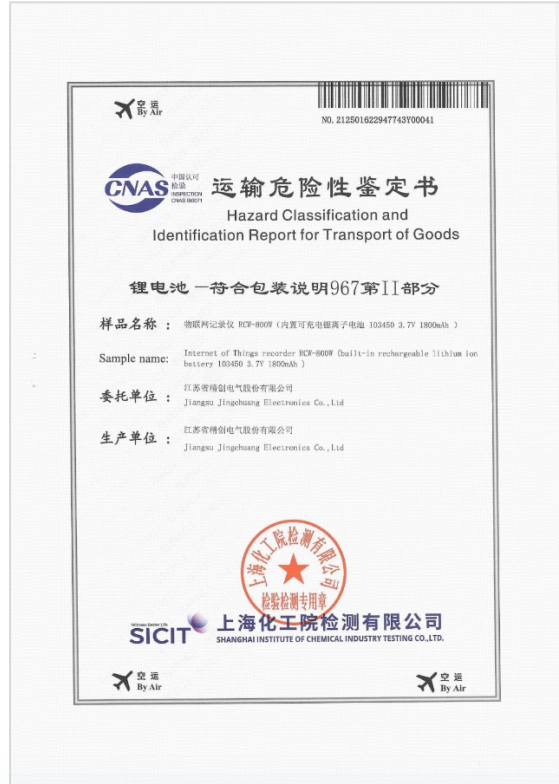 空运
By Air
NO. 212501622947743Y00041
CNAS
中国认可
检验
INSPECTION
CNAS IB0071
运输危险性鉴定书
Hazard Classification and
Identification Report for Transport of Goods
锂电池 —符合包装说明967第II部分
样品名称 : 物联网记录仪 RCW-800W (内置可充电锂离子电池 103450 3.7V 1800mAh )
Sample name: Internet of Things recorder RCW-800W (built-in rechargeable lithium ion
battery 103450 3.7V 1800mAh )
委托单位 : 江苏省精创电气股份有限公司
Jiangsu Jingchuang Electronics Co.,Ltd
生产单位 : 江苏省精创电气股份有限公司
Jiangsu Jingchuang Electronics Co.,Ltd
上海化工院检测有限公司
检验检测专用章
Witness Better Life
SICIT
上海化工院检测有限公司
SHANGHAI INSTITUTE OF CHEMICAL INDUSTRY TESTING CO.,LTD.
空运
By Air
空运
By Air